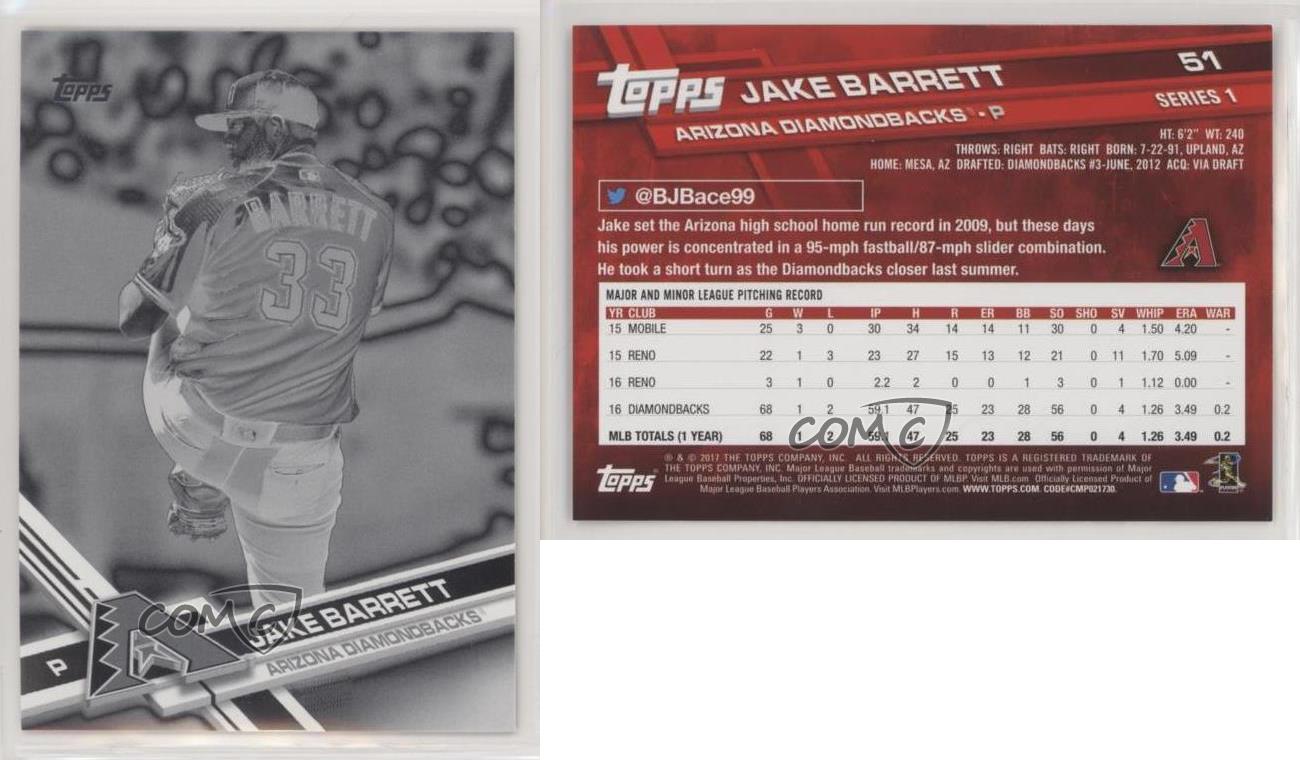 Topps
BARRETT
33
COMC
JAKE BARRETT
ARIZONA DIAMONDBACKS
P
A
Topps JAKE BARRETT 51
ARIZONA DIAMONDBACKS • P SERIES 1
HT: 6'2" WT: 240
THROWS: RIGHT BATS: RIGHT BORN: 7-22-91, UPLAND, AZ
HOME: MESA, AZ DRAFTED: DIAMONDBACKS #3-JUNE, 2012 ACQ: VIA DRAFT
@BJBace99
Jake set the Arizona high school home run record in 2009, but these days
his power is concentrated in a 95-mph fastball/87-mph slider combination.
He took a short turn as the Diamondbacks closer last summer.
A
MAJOR AND MINOR LEAGUE PITCHING RECORD
YR CLUB G W L IP H R ER BB SO SHO SV WHIP ERA WAR
15 MOBILE 25 3 0 30 34 14 14 11 30 0 4 1.50 4.20 -
15 RENO 22 1 3 23 27 15 13 12 21 0 11 1.70 5.09 -
16 RENO 3 1 0 2.2 2 0 0 1 3 0 1 1.12 0.00 -
16 DIAMONDBACKS 68 1 2 59.1 47 25 23 28 56 0 4 1.26 3.49 0.2
MLB TOTALS (1 YEAR) 68 1 2 59.1 47 25 23 28 56 0 4 1.26 3.49 0.2
COMC
® & © 2017 THE TOPPS COMPANY, INC. ALL RIGHTS RESERVED. TOPPS IS A REGISTERED TRADEMARK OF
THE TOPPS COMPANY, INC. Major League Baseball trademarks and copyrights are used with permission of Major
League Baseball Properties, Inc. OFFICIALLY LICENSED PRODUCT OF MLBP. Visit MLB.com Officially Licensed Product of
Major League Baseball Players Association. Visit MLBPlayers.com. WWW.TOPPS.COM. CODE#CMP021730.
Topps